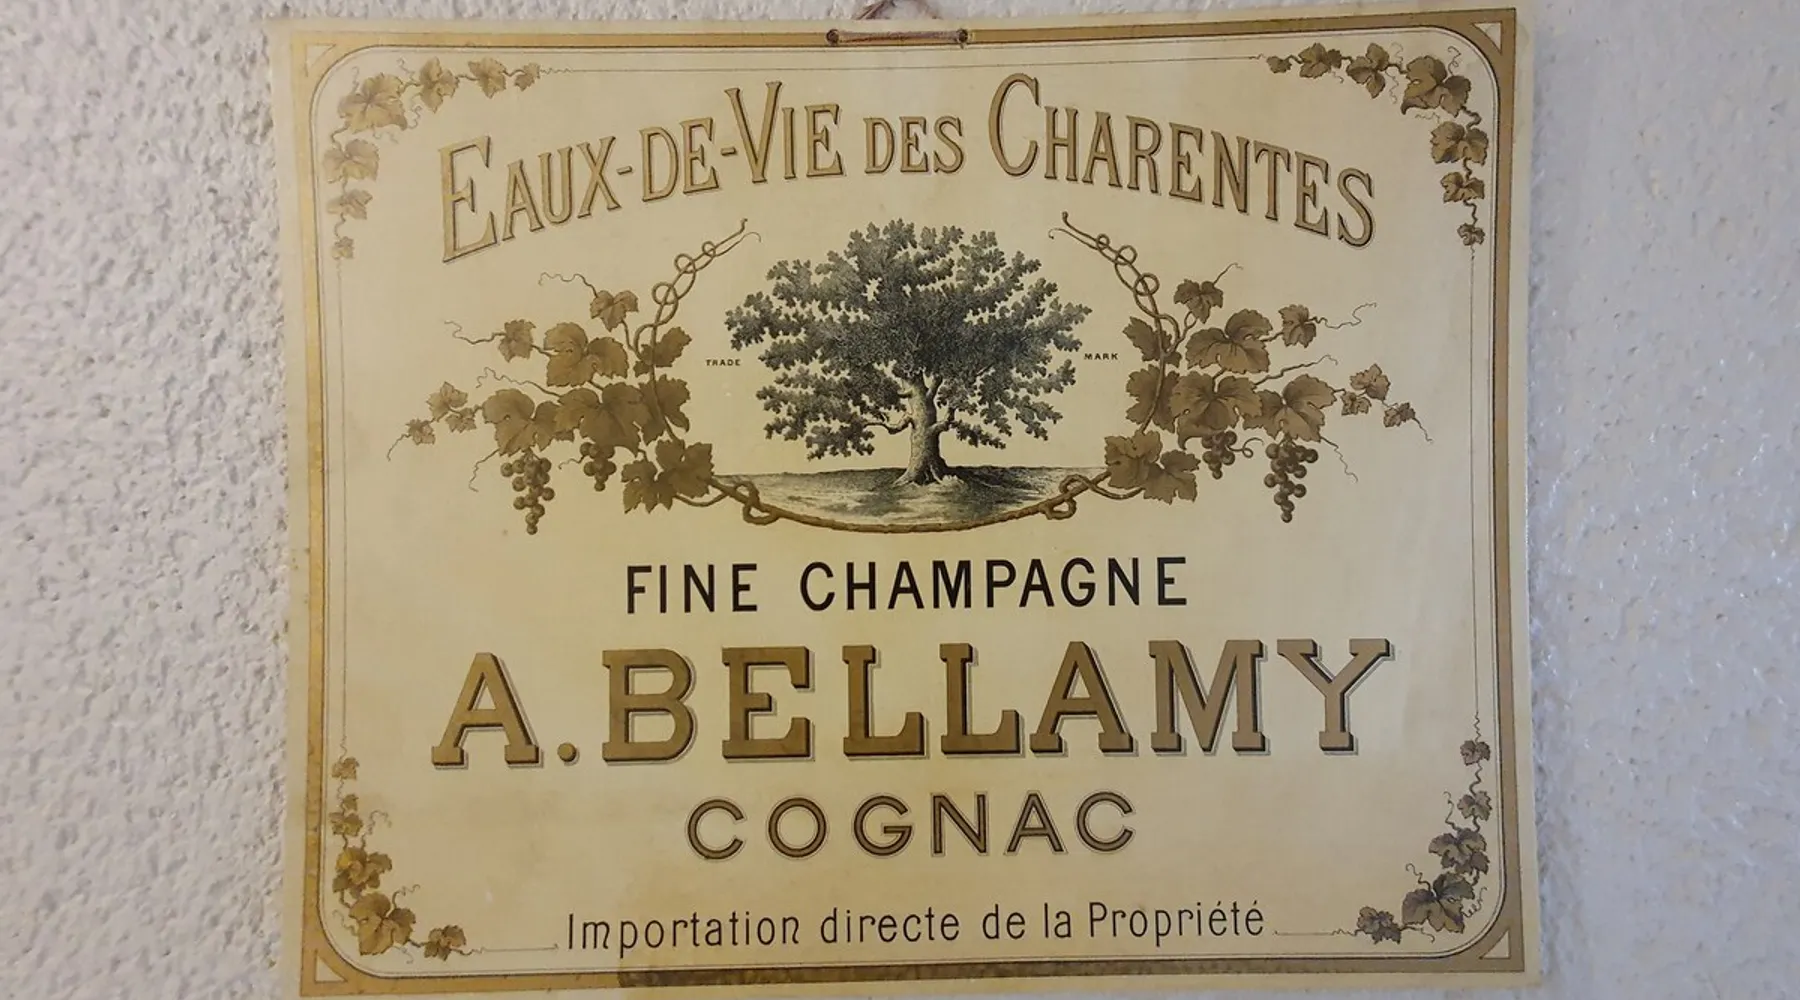 EAUX-DE-VIE DES CHARENTES
TRADE MARK
FINE CHAMPAGNE
A. BELLAMY
COGNAC
Importation directe de la Propriété